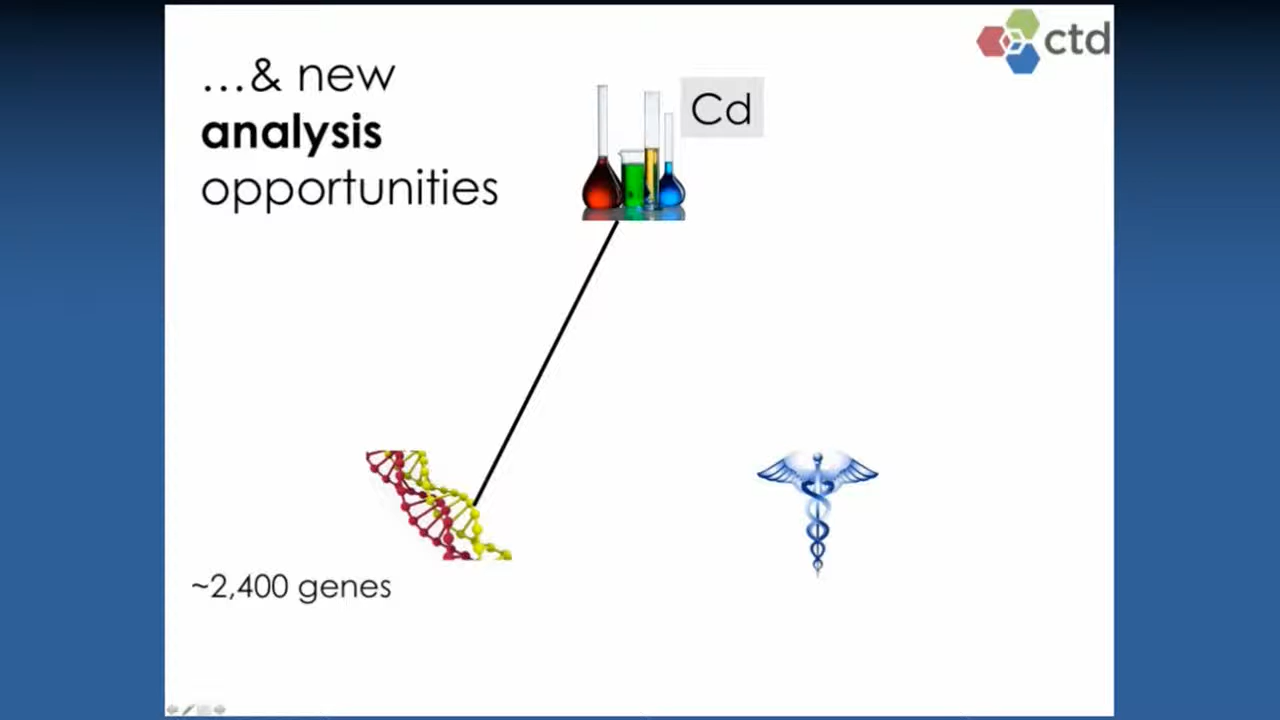 ctd
…& new
analysis
opportunities
Cd
~2,400 genes